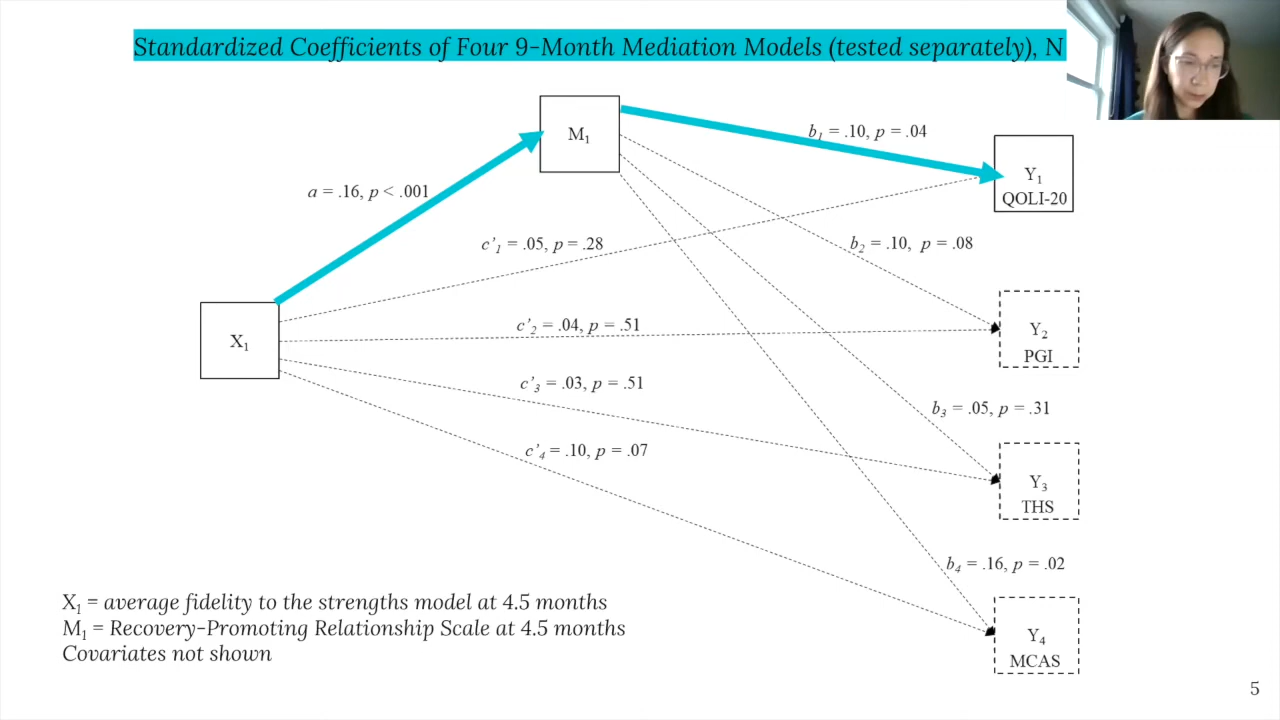 Standardized Coefficients of Four 9-Month Mediation Models (tested separately), N
M₁
b₁ = .10, p = .04
Y₁
QOLI-20
a = .16, p < .001
c’₁ = .05, p = .28
b₂ = .10, p = .08
X₁
c’₂ = .04, p = .51
Y₂
PGI
c’₃ = .03, p = .51
b₃ = .05, p = .31
c’₄ = .10, p = .07
Y₃
THS
b₄ = .16, p = .02
X₁ = average fidelity to the strengths model at 4.5 months
M₁ = Recovery-Promoting Relationship Scale at 4.5 months
Covariates not shown
Y₄
MCAS
5